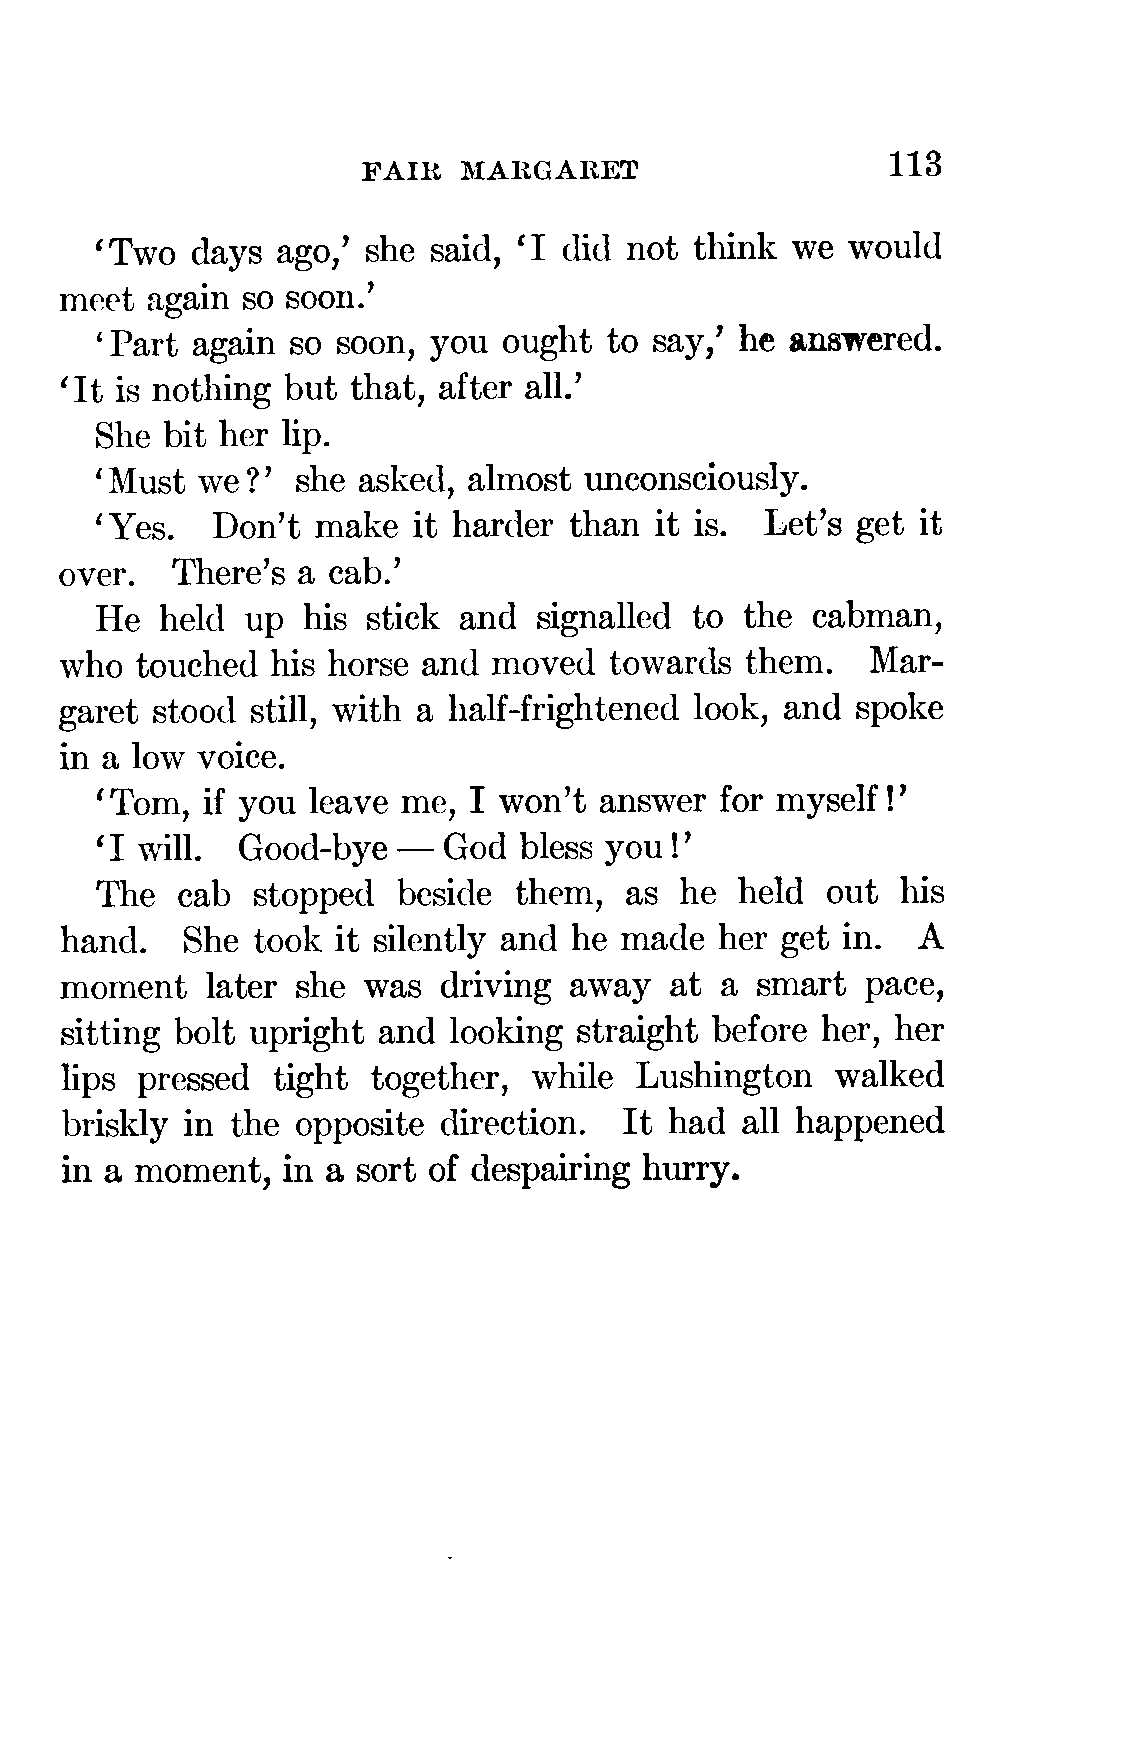 FAIR MARGARET 113
'Two days ago,' she said, 'I did not think we would
meet again so soon.'
'Part again so soon, you ought to say,' he answered.
'It is nothing but that, after all.'
She bit her lip.
'Must we?' she asked, almost unconsciously.
'Yes. Don't make it harder than it is. Let's get it
over. There's a cab.'
He held up his stick and signalled to the cabman,
who touched his horse and moved towards them. Mar-
garet stood still, with a half-frightened look, and spoke
in a low voice.
'Tom, if you leave me, I won't answer for myself!'
'I will. Good-bye — God bless you!'
The cab stopped beside them, as he held out his
hand. She took it silently and he made her get in. A
moment later she was driving away at a smart pace,
sitting bolt upright and looking straight before her, her
lips pressed tight together, while Lushington walked
briskly in the opposite direction. It had all happened
in a moment, in a sort of despairing hurry.